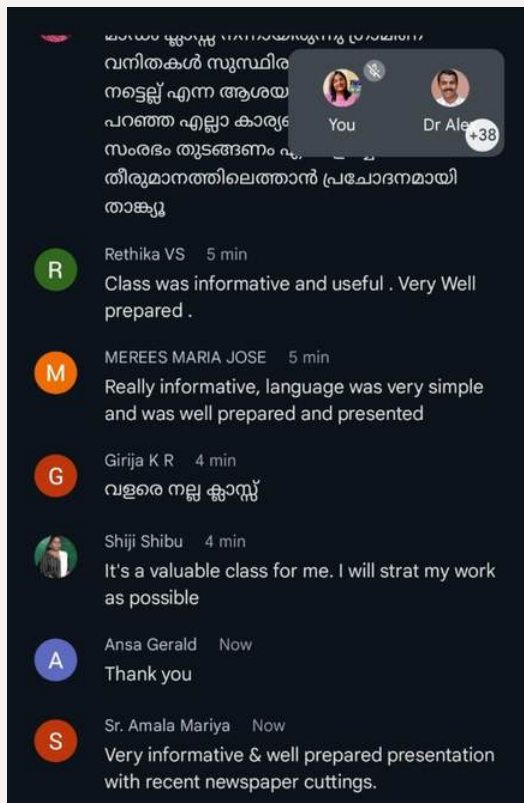 മാഡം ക്ലാസ്സ് നന്നായിരുന്നു ഗ്രാമീണ
വനിതകൾ
നട്ടെല്ല് എന്ന
പറഞ്ഞ എല്ലാ
സംരഭം തുടങ്ങണം
തീരുമാനത്തിലെത്താൻ പ്രചോദനമായി
താങ്ക്യൂ
You
Dr
+38
R
Rethika VS 5 min
Class was informative and useful . Very Well
prepared .
M
MEREES MARIA JOSE 5 min
Really informative, language was very simple
and was well prepared and presented
G
Girija K R 4 min
വളരെ നല്ല ക്ലാസ്സ്
Shiji Shibu 4 min
It's a valuable class for me. I will strat my work
as possible
A
Ansa Gerald Now
Thank you
S
Sr. Amala Mariya Now
Very informative & well prepared presentation
with recent newspaper cuttings.